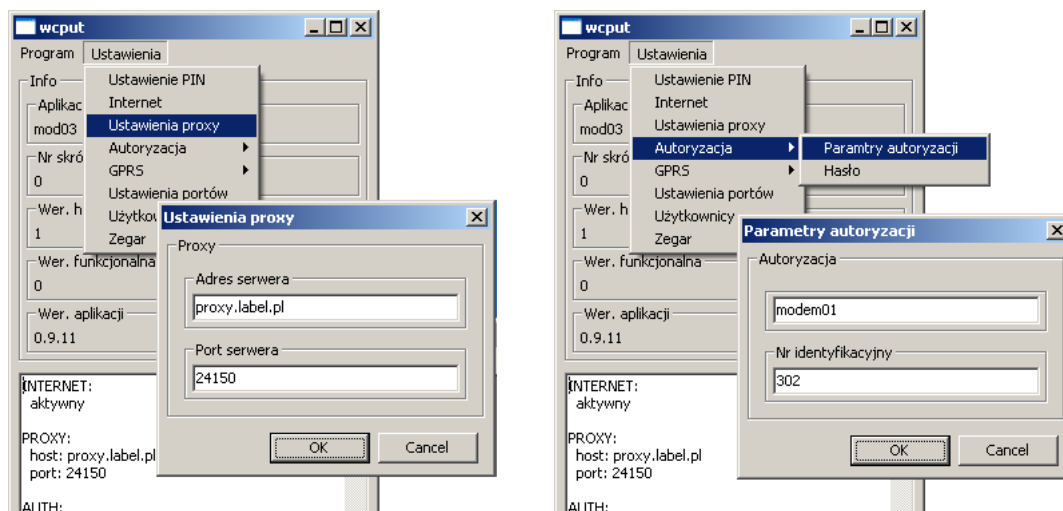 wcput
Program Ustawienia
Info
Ustawienie PIN
Internet
Ustawienia proxy
Autoryzacja
GPRS
Ustawienia portów
Zegar
mod03
0
1
Wer. funkcjonalna
0
Wer. aplikacji
0.9.11
INTERNET:
aktywny
PROXY:
host: proxy.label.pl
port: 24150
AUTH:
Ustawienia proxy
Proxy
Adres serwera
proxy.label.pl
Port serwera
24150
OK Cancel
wcput
Program Ustawienia
Info
Ustawienie PIN
Internet
Ustawienia proxy
Autoryzacja
GPRS
Ustawienia portów
Użytkownicy
Zegar
Paramtry autoryzacji
Hasło
mod03
0
1
Wer. funkcjonalna
0
Wer. aplikacji
0.9.11
INTERNET:
aktywny
PROXY:
host: proxy.label.pl
port: 24150
AUTH:
Parametry autoryzacji
Autoryzacja
modem01
Nr identyfikacyjny
302
OK Cancel